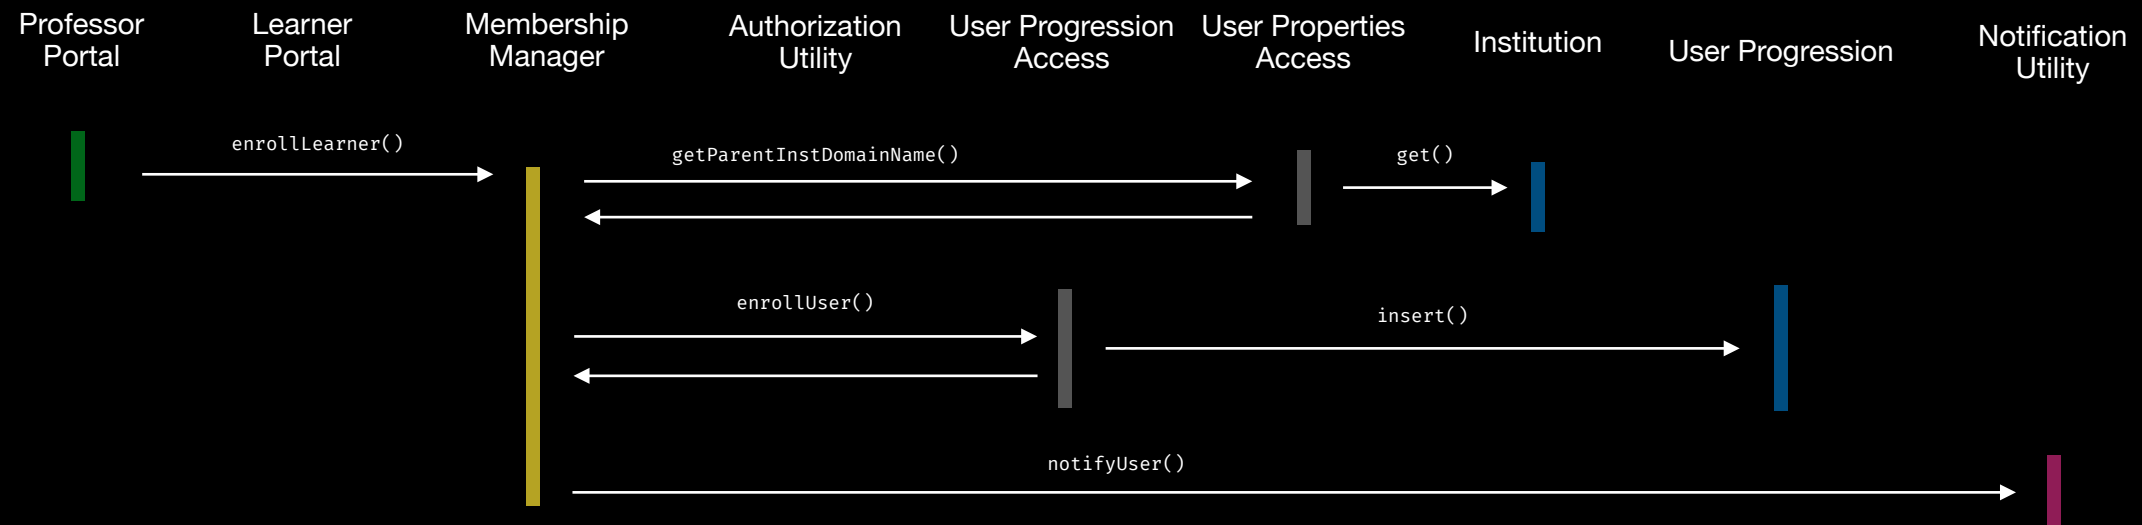 Professor
Portal
Learner
Portal
Membership
Manager
Authorization
Utility
User Progression
Access
User Properties
Access
Institution
User Progression
Notification
Utility
enrollLearner()
getParentInstDomainName()
get()
enrollUser()
insert()
notifyUser()